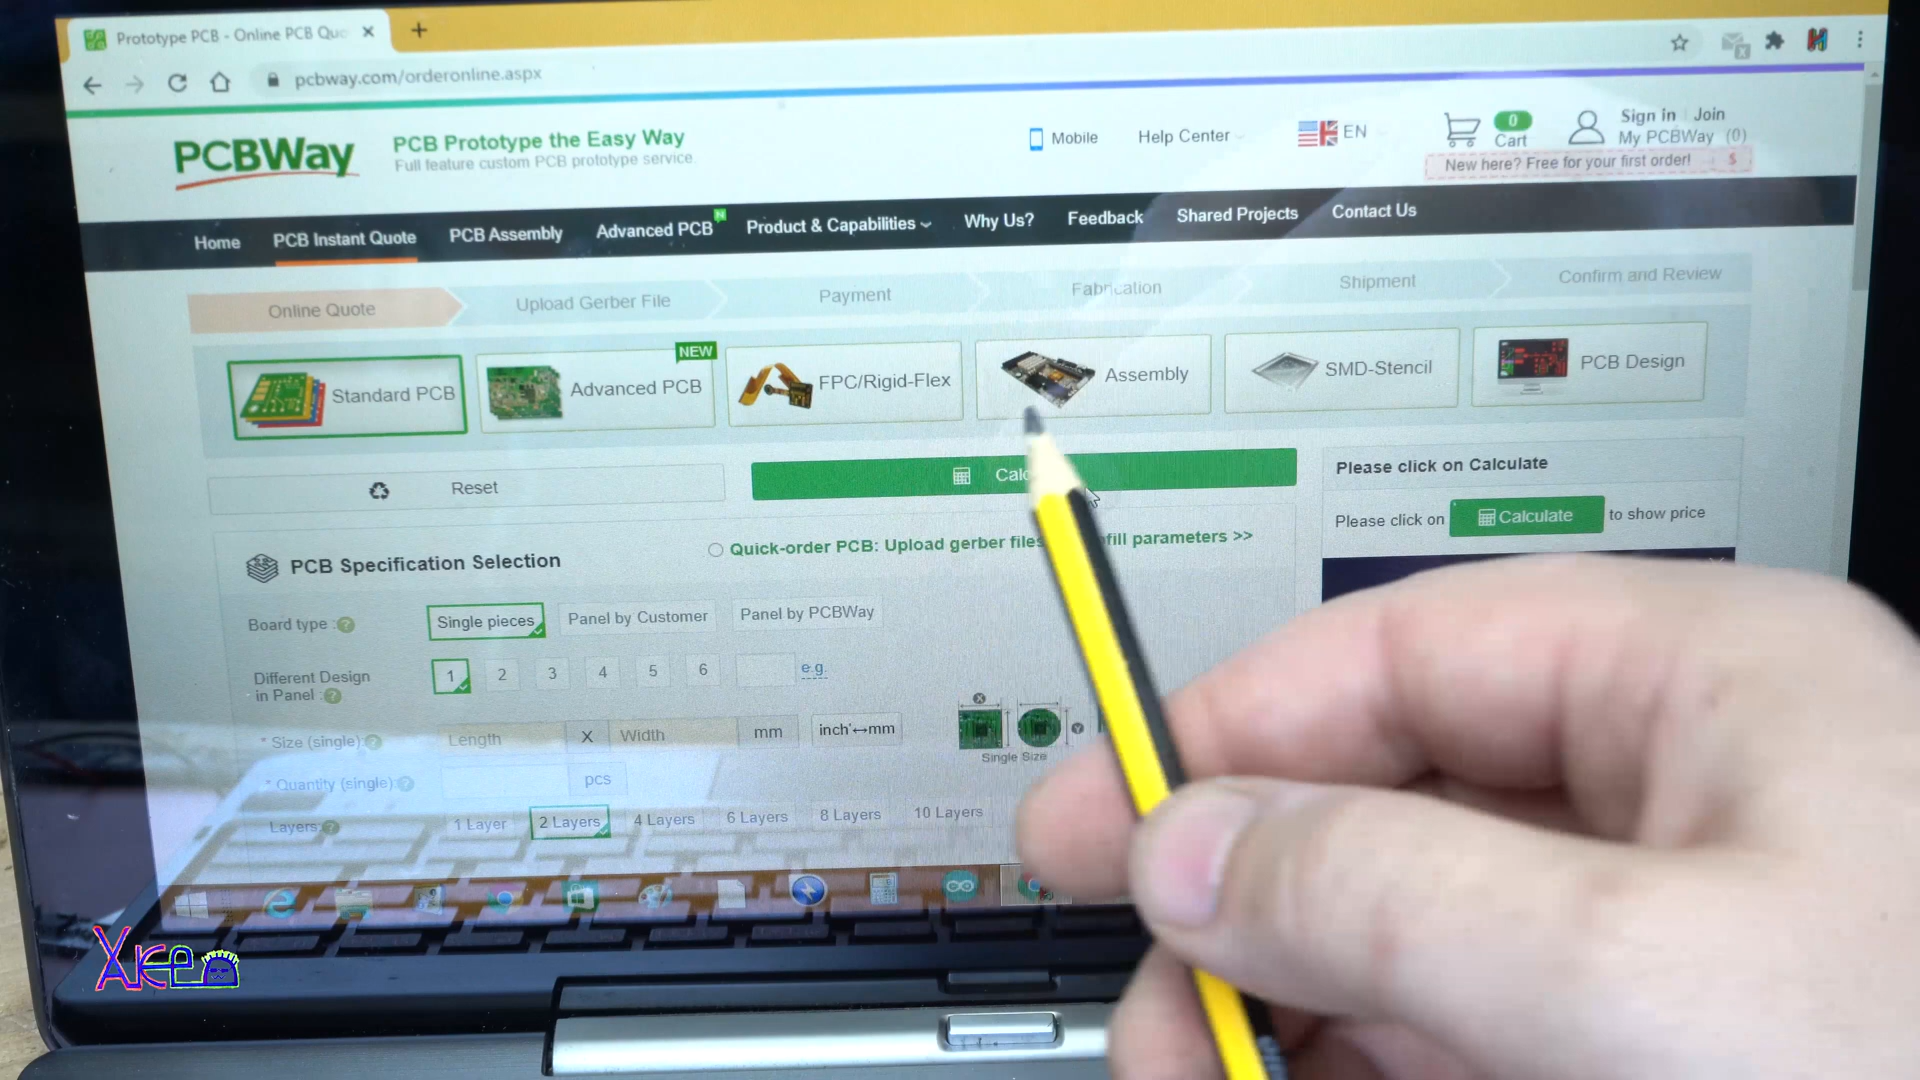 Prototype PCB - Online PCB Quo
pcbway.com/orderonline.aspx
PCBWay
PCB Prototype the Easy Way
Full feature custom PCB prototype service.
Mobile
Help Center
EN
0
Cart
Sign in
Join
My PCBWay (0)
New here? Free for your first order!
$
Home
PCB Instant Quote
PCB Assembly
Advanced PCB
N
Product & Capabilities
Why Us?
Feedback
Shared Projects
Contact Us
Online Quote
Upload Gerber File
Payment
Fabrication
Shipment
Confirm and Review
Standard PCB
NEW
Advanced PCB
FPC/Rigid-Flex
Assembly
SMD-Stencil
PCB Design
Reset
Calc
Please click on Calculate
Please click on
Calculate
to show price
PCB Specification Selection
Quick-order PCB: Upload gerber files
fill parameters >>
Board type :
Single pieces
Panel by Customer
Panel by PCBWay
Different Design
in Panel :
1
2
3
4
5
6
e.g.
* Size (single):
Length
X
Width
mm
inch'↔mm
X
Y
Single Size
* Quantity (single):
pcs
Layers:
1 Layer
2 Layers
4 Layers
6 Layers
8 Layers
10 Layers